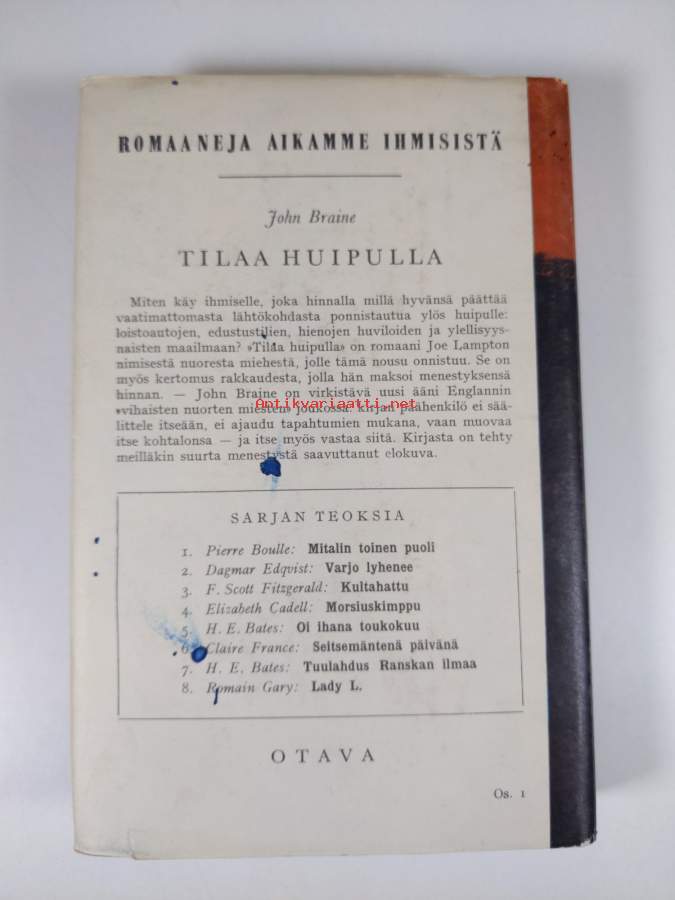 ROMAANEJA AIKAMME IHMISISTÄ
John Braine
TILAA HUIPULLA
Miten käy ihmiselle, joka hinnalla millä hyvänsä päättää
vaatimattomasta lähtökohdasta ponnistautua ylös huipulle:
loistoautojen, edustustilien, hienojen huviloiden ja ylellisyys-
naisten maailmaan? »Tilaa huipulla» on romaani Joe Lampton
nimisestä nuoresta miehestä, jolle tämä nousu onnistuu. Se on
myös kertomus rakkaudesta, jolla hän maksoi menestyksensä
hinnan. — John Braine on virkistävä uusi ääni Englannin
Antikvariaatti.net
»vihaisten nuorten miesten» joukossa: kirjan päähenkilö ei sää-
littele itseään, ei ajaudu tapahtumien mukana, vaan muovaa
itse kohtalonsa — ja itse myös vastaa siitä. Kirjasta on tehty
meilläkin suurta menestystä saavuttanut elokuva.
SARJAN TEOKSIA
1. Pierre Boulle: Mitalin toinen puoli
2. Dagmar Edqvist: Varjo lyhenee
3. F. Scott Fitzgerald: Kultahattu
4. Elizabeth Cadell: Morsiuskimppu
5. H. E. Bates: Oi ihana toukokuu
6. Claire France: Seitsemäntenä päivänä
7. H. E. Bates: Tuulahdus Ranskan ilmaa
8. Romain Gary: Lady L.
OTAVA
Os. 1